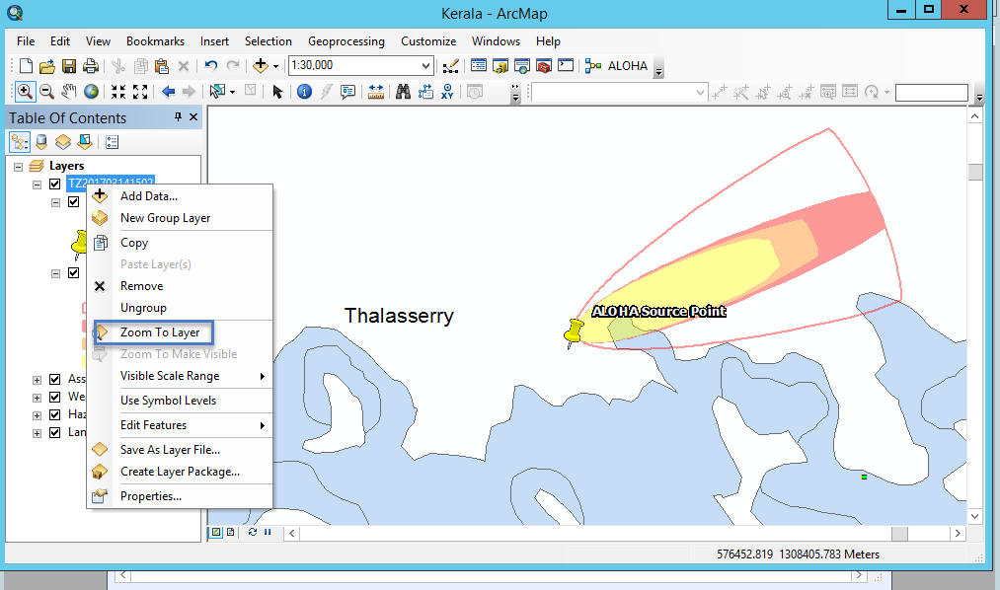 Kerala - ArcMap
File Edit View Bookmarks Insert Selection Geoprocessing Customize Windows Help
1:30,000 ALOHA
Table Of Contents
Layers
TZ201703141502
Add Data...
New Group Layer
Copy
Paste Layer(s)
Remove
Ungroup
Zoom To Layer
Zoom To Make Visible
Visible Scale Range
Use Symbol Levels
Edit Features
Save As Layer File...
Create Layer Package...
Properties...
Ass
We
Haz
Lan
ALOHA Source Point
Thalasserry
576452.819 1308405.783 Meters